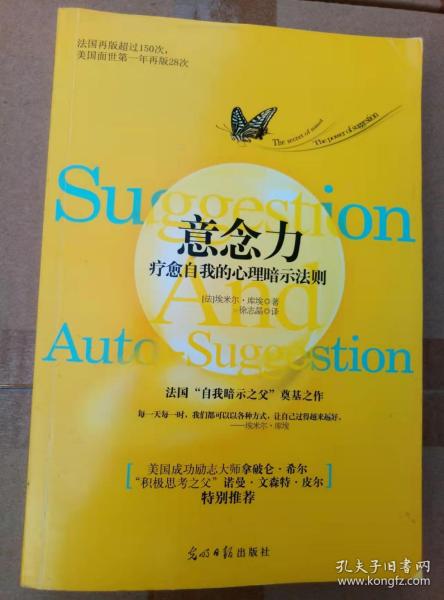 法国再版超过150次,
美国面世第一年再版28次
The secret of mind
The power of suggestion
Suggestion
And
Auto-Suggestion
意念力
疗愈自我的心理暗示法则
[法]埃米尔·库埃◎著
徐志晶◎译
法国“自我暗示之父”奠基之作
每一天每一时,我们都可以以各种方式,让自己过得越来越好。
——埃米尔·库埃
美国成功励志大师拿破仑·希尔
“积极思考之父”诺曼·文森特·皮尔
特别推荐
光明日报出版社
孔夫子旧书网
www.kongfz.com